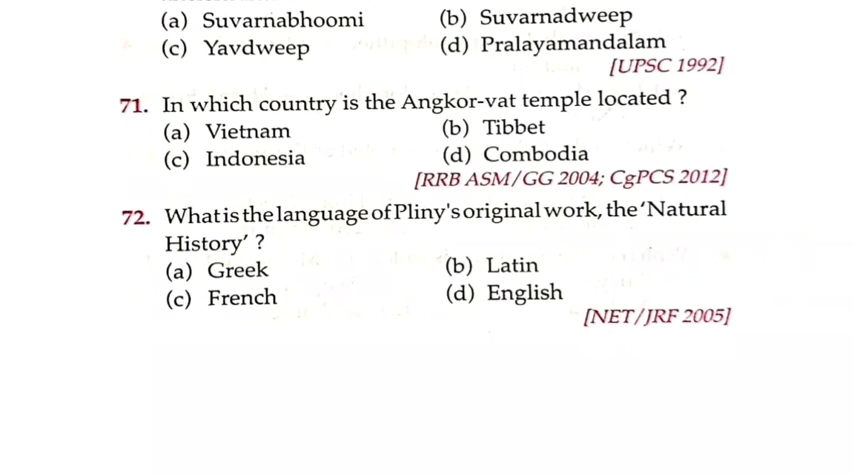 (a) Suvarnabhoomi (b) Suvarnadweep
(c) Yavdweep (d) Pralayamandalam
[UPSC 1992]
71. In which country is the Angkor-vat temple located ?
(a) Vietnam (b) Tibbet
(c) Indonesia (d) Combodia
[RRB ASM/GG 2004; CgPCS 2012]
72. What is the language of Pliny's original work, the 'Natural
History' ?
(a) Greek (b) Latin
(c) French (d) English
[NET/JRF 2005]